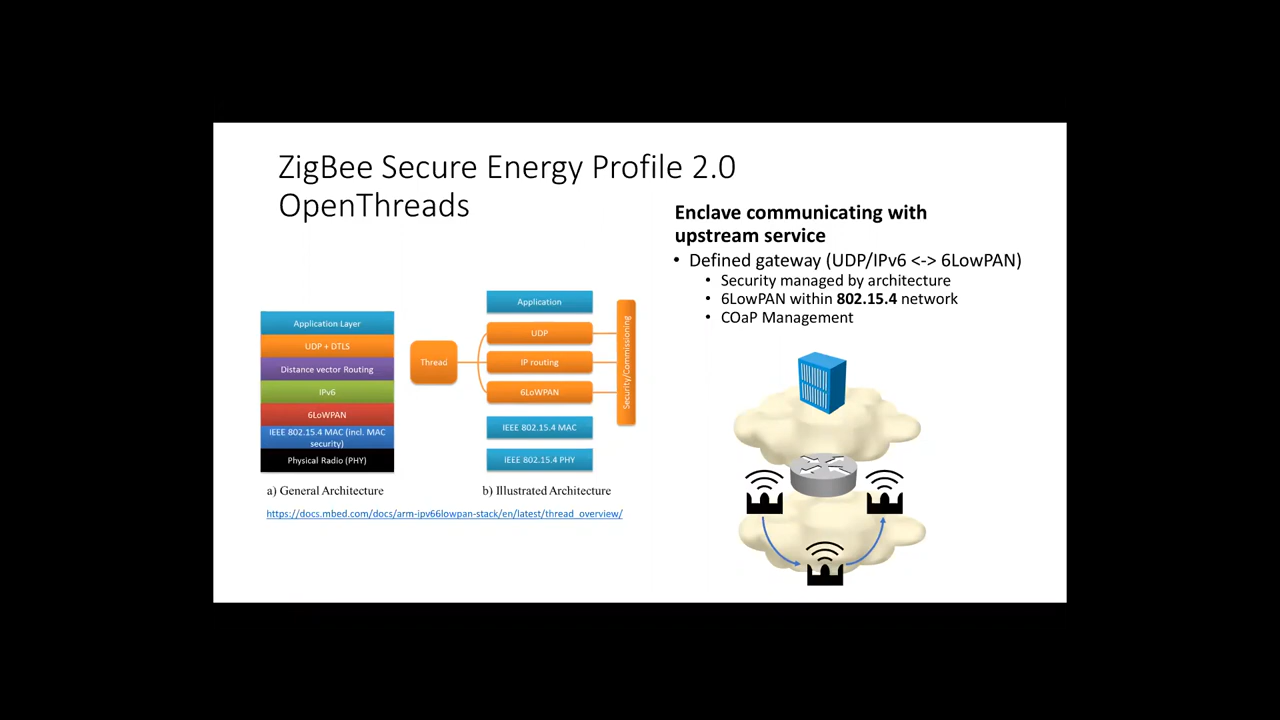 ZigBee Secure Energy Profile 2.0
OpenThreads
Enclave communicating with
upstream service
• Defined gateway (UDP/IPv6 <-> 6LowPAN)
• Security managed by architecture
• 6LowPAN within 802.15.4 network
• COaP Management
Application Layer
UDP + DTLS
Distance vector Routing
IPv6
6LoWPAN
IEEE 802.15.4 MAC (incl. MAC
security)
Physical Radio (PHY)
a) General Architecture
Thread
Application
UDP
IP routing
6LoWPAN
IEEE 802.15.4 MAC
IEEE 802.15.4 PHY
Security/Commissioning
b) Illustrated Architecture
https://docs.mbed.com/docs/arm-ipv66lowpan-stack/en/latest/thread_overview/